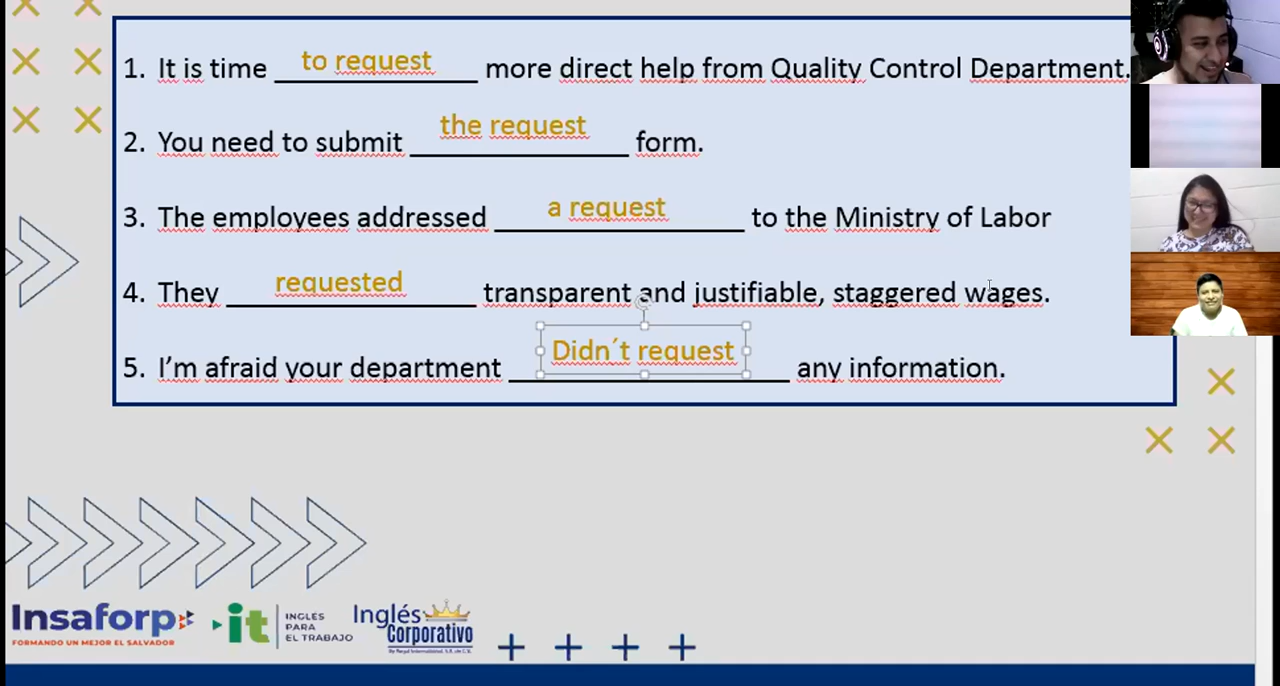 1. It is time to request more direct help from Quality Control Department.
2. You need to submit the request form.
3. The employees addressed a request to the Ministry of Labor
4. They requested transparent and justifiable, staggered wages.
5. I'm afraid your department Didn´t request any information.
Insaforp
FORMANDO UN MEJOR EL SALVADOR
it
INGLÉS
PARA
EL TRABAJO
Inglés
Corporativo